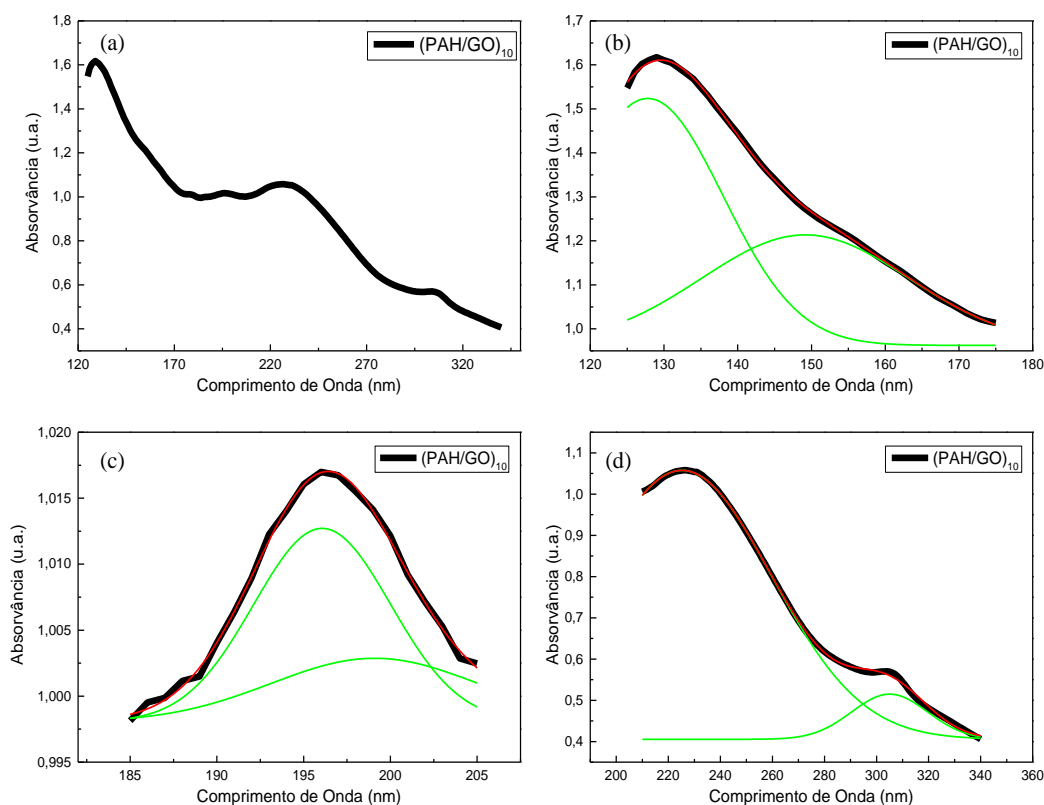 (a)
(PAH/GO)10
1,8
1,6
1,4
1,2
1,0
0,8
0,6
0,4
Absorvância (u.a.)
120 170 220 270 320
Comprimento de Onda (nm)
(b)
(PAH/GO)10
1,7
1,6
1,5
1,4
1,3
1,2
1,1
1,0
Absorvância (u.a.)
120 130 140 150 160 170 180
Comprimento de Onda (nm)
(c)
(PAH/GO)10
1,020
1,015
1,010
1,005
1,000
0,995
Absorvância (u.a.)
185 190 195 200 205
Comprimento de Onda (nm)
(d)
(PAH/GO)10
1,1
1,0
0,9
0,8
0,7
0,6
0,5
0,4
Absorvância (u.a.)
200 220 240 260 280 300 320 340 360
Comprimento de Onda (nm)